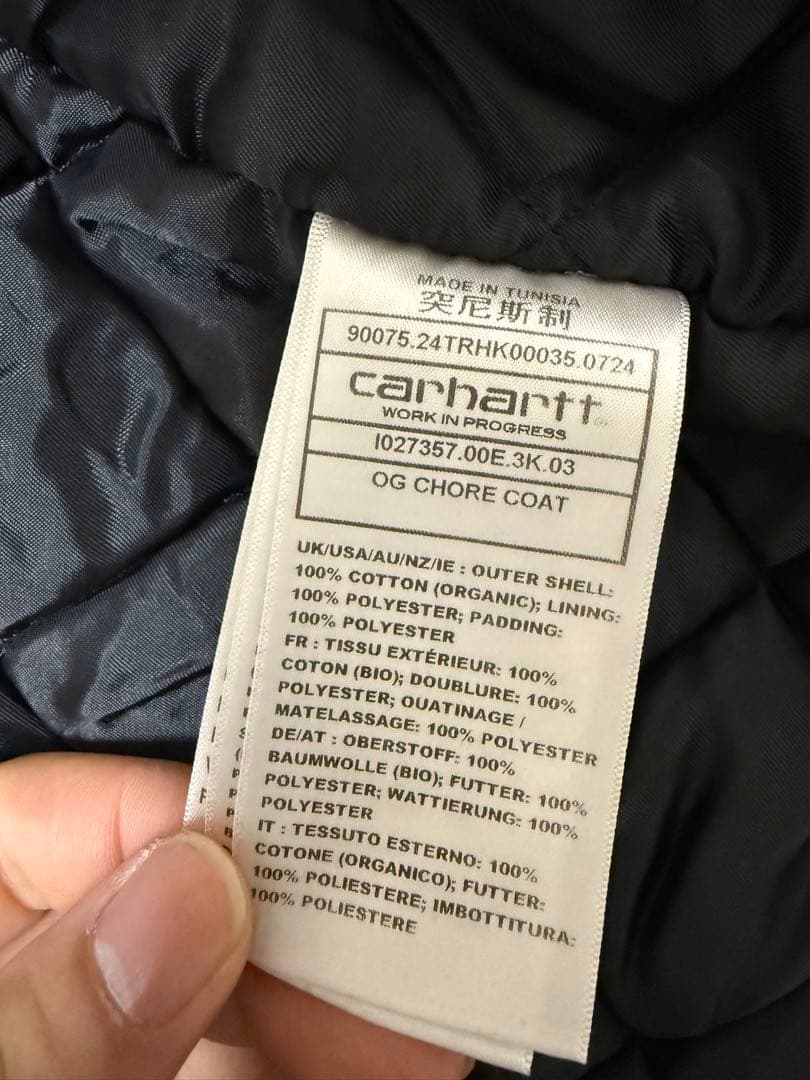 MADE IN TUNISIA
突尼斯制
90075.24TRHK00035.0724
carhartt
WORK IN PROGRESS
I027357.00E.3K.03
OG CHORE COAT
UK/USA/AU/NZ/IE : OUTER SHELL:
100% COTTON (ORGANIC); LINING:
100% POLYESTER; PADDING:
100% POLYESTER
FR : TISSU EXTÉRIEUR: 100%
COTON (BIO); DOUBLURE: 100%
POLYESTER; OUATINAGE /
MATELASSAGE: 100% POLYESTER
DE/AT : OBERSTOFF: 100%
BAUMWOLLE (BIO); FUTTER: 100%
POLYESTER; WATTIERUNG: 100%
POLYESTER
IT : TESSUTO ESTERNO: 100%
COTONE (ORGANICO); FUTTER:
100% POLIESTERE; IMBOTTITURA:
100% POLIESTERE